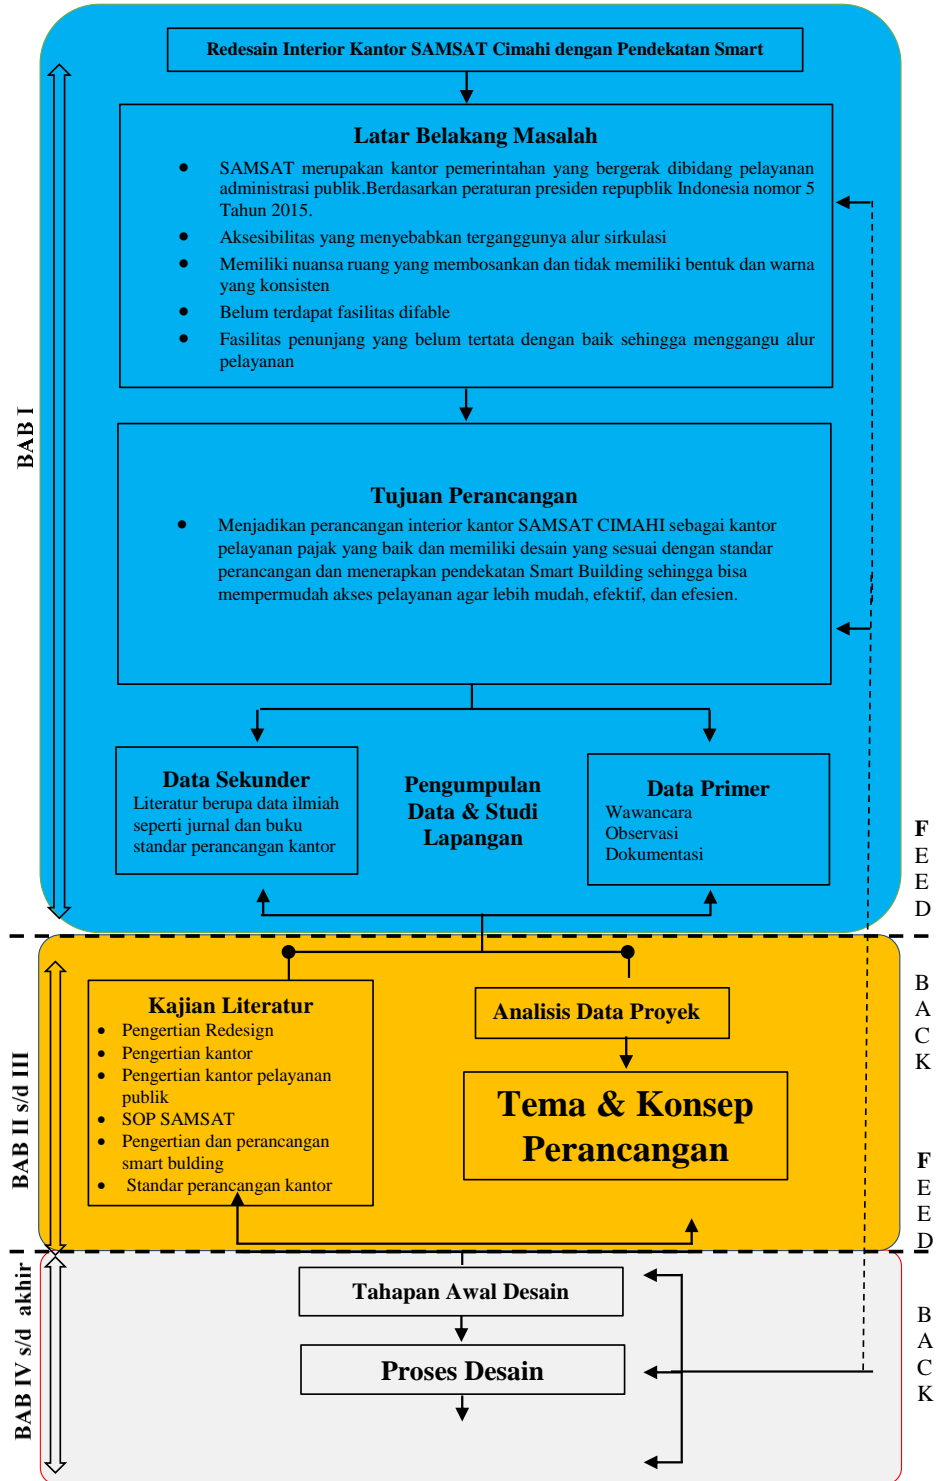 Redesain Interior Kantor SAMSAT Cimahi dengan Pendekatan Smart
Latar Belakang Masalah
● SAMSAT merupakan kantor pemerintahan yang bergerak dibidang pelayanan
administrasi publik.Berdasarkan peraturan presiden repupblik Indonesia nomor 5
Tahun 2015.
● Aksesibilitas yang menyebabkan terganggunya alur sirkulasi
● Memiliki nuansa ruang yang membosankan dan tidak memiliki bentuk dan warna
yang konsisten
● Belum terdapat fasilitas difable
● Fasilitas penunjang yang belum tertata dengan baik sehingga menggangu alur
pelayanan
BAB I
Tujuan Perancangan
● Menjadikan perancangan interior kantor SAMSAT CIMAHI sebagai kantor
pelayanan pajak yang baik dan memiliki desain yang sesuai dengan standar
perancangan dan menerapkan pendekatan Smart Building sehingga bisa
mempermudah akses pelayanan agar lebih mudah, efektif, dan efesien.
Data Sekunder
Literatur berupa data ilmiah
seperti jurnal dan buku
standar perancangan kantor
Pengumpulan
Data & Studi
Lapangan
Data Primer
Wawancara
Observasi
Dokumentasi
F
E
E
D
B
A
C
K
BAB II s/d III
Kajian Literatur
● Pengertian Redesign
● Pengertian kantor
● Pengertian kantor pelayanan
publik
● SOP SAMSAT
● Pengertian dan perancangan
smart bulding
● Standar perancangan kantor
Analisis Data Proyek
Tema & Konsep
Perancangan
F
E
E
D
B
A
C
K
BAB IV s/d akhir
Tahapan Awal Desain
Proses Desain